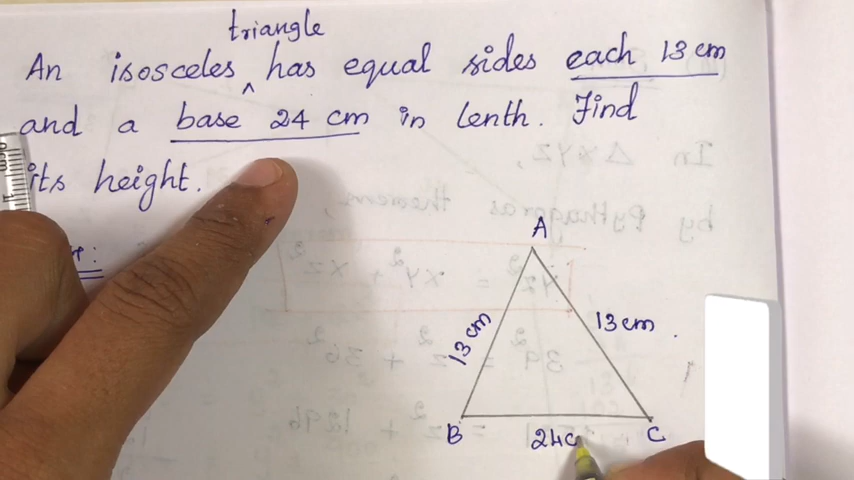 triangle
An isosceles ^ has equal sides each 13 cm
and a base 24 cm in lenth. Find
its height.
A
13 cm
13 cm
B
24c
C